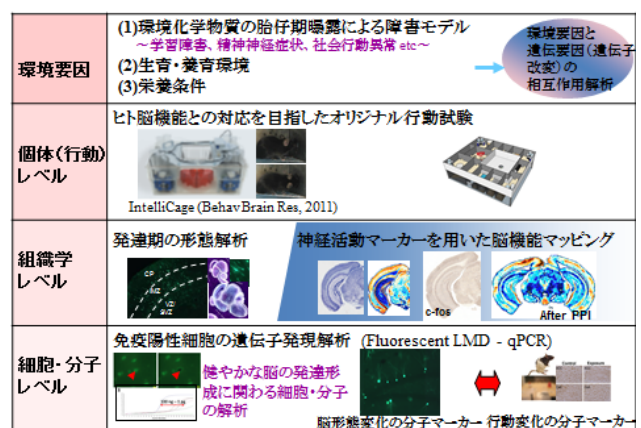 環境要因
(1)環境化学物質の胎仔期曝露による障害モデル
～学習障害、精神神経症状、社会行動異常 etc～
(2)生育・養育環境
(3)栄養条件
環境要因と
遺伝要因(遺伝子
改変)の
相互作用解析
個体(行動)
レベル
ヒト脳機能との対応を目指したオリジナル行動試験
IntelliCage (BehavBrain Res, 2011)
組織学
レベル
発達期の形態解析
神経活動マーカーを用いた脳機能マッピング
CP
IMZ
VZ/
SVZ
c-fos
After PPI
細胞・分子
レベル
免疫陽性細胞の遺伝子発現解析 (Fluorescent LMD - qPCR)
健やかな脳の発達形
成に関わる細胞・分子
の解析
Control
Exposure
脳形態変化の分子マーカー
行動変化の分子マーカー